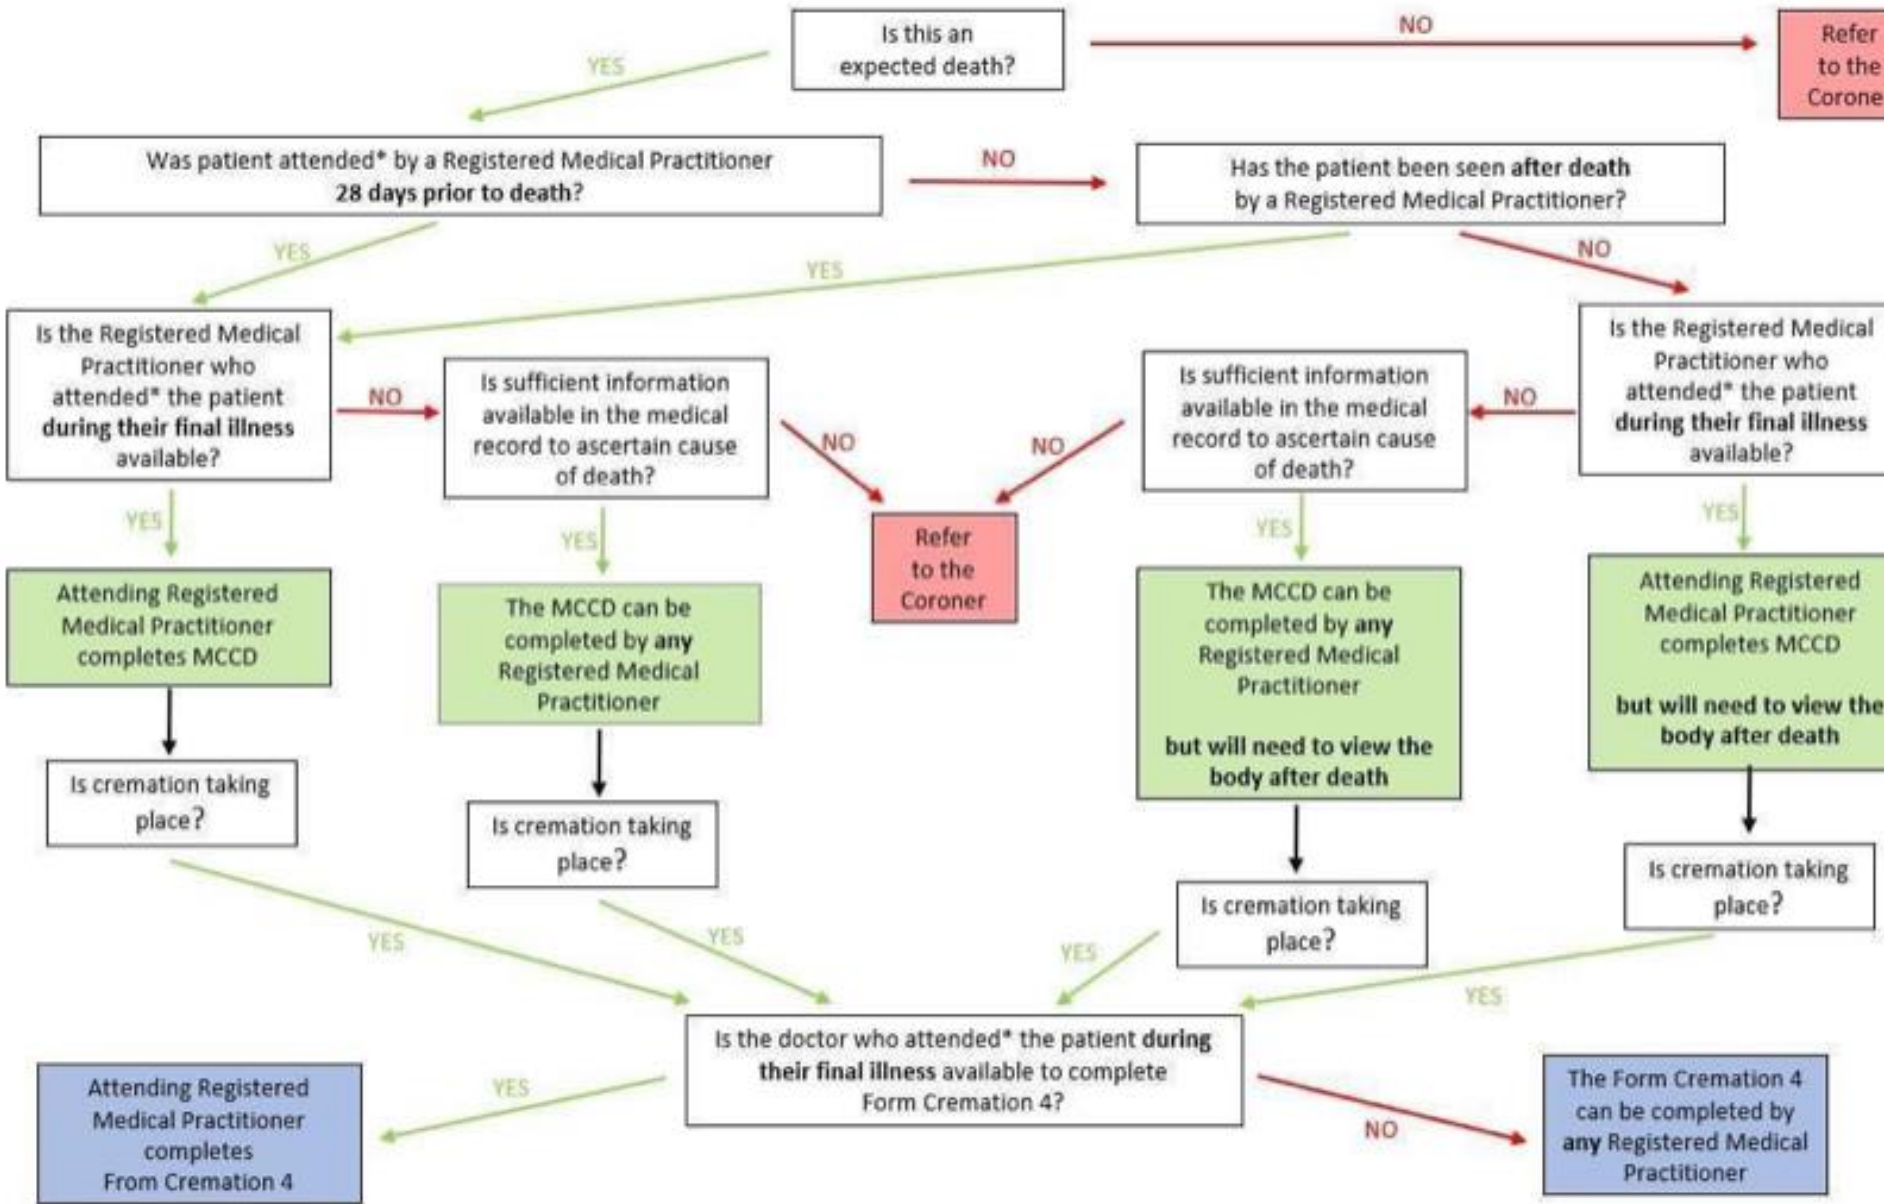 Is this an
expected death?
NO
Refer
to the
Corone
YES
Was patient attended* by a Registered Medical Practitioner
28 days prior to death?
NO
Has the patient been seen after death
by a Registered Medical Practitioner?
YES
YES
NO
Is the Registered Medical
Practitioner who
attended* the patient
during their final illness
available?
NO
Is sufficient information
available in the medical
record to ascertain cause
of death?
NO
NO
Is sufficient information
available in the medical
record to ascertain cause
of death?
NO
Is the Registered Medical
Practitioner who
attended* the patient
during their final illness
available?
YES
YES
Refer
to the
Coroner
YES
YES
Attending Registered
Medical Practitioner
completes MCCD
The MCCD can be
completed by any
Registered Medical
Practitioner
The MCCD can be
completed by any
Registered Medical
Practitioner
but will need to view the
body after death
Attending Registered
Medical Practitioner
completes MCCD
but will need to view the
body after death
Is cremation taking
place?
Is cremation taking
place?
Is cremation taking
place?
Is cremation taking
place?
YES
YES
YES
YES
Is the doctor who attended* the patient during
their final illness available to complete
Form Cremation 4?
YES
NO
Attending Registered
Medical Practitioner
completes
From Cremation 4
The Form Cremation 4
can be completed by
any Registered Medical
Practitioner